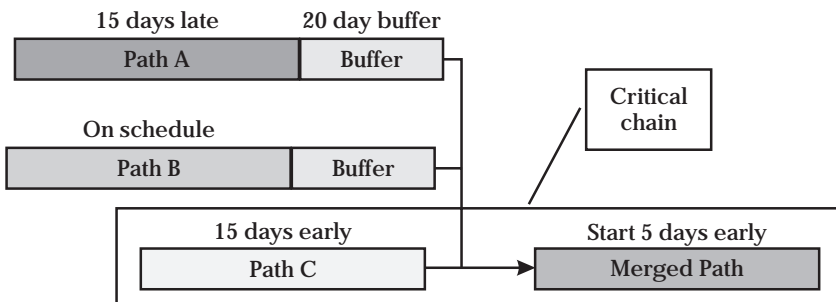 15 days late
20 day buffer
Path A
Buffer
On schedule
Path B
Buffer
Critical
chain
15 days early
Start 5 days early
Path C
Merged Path